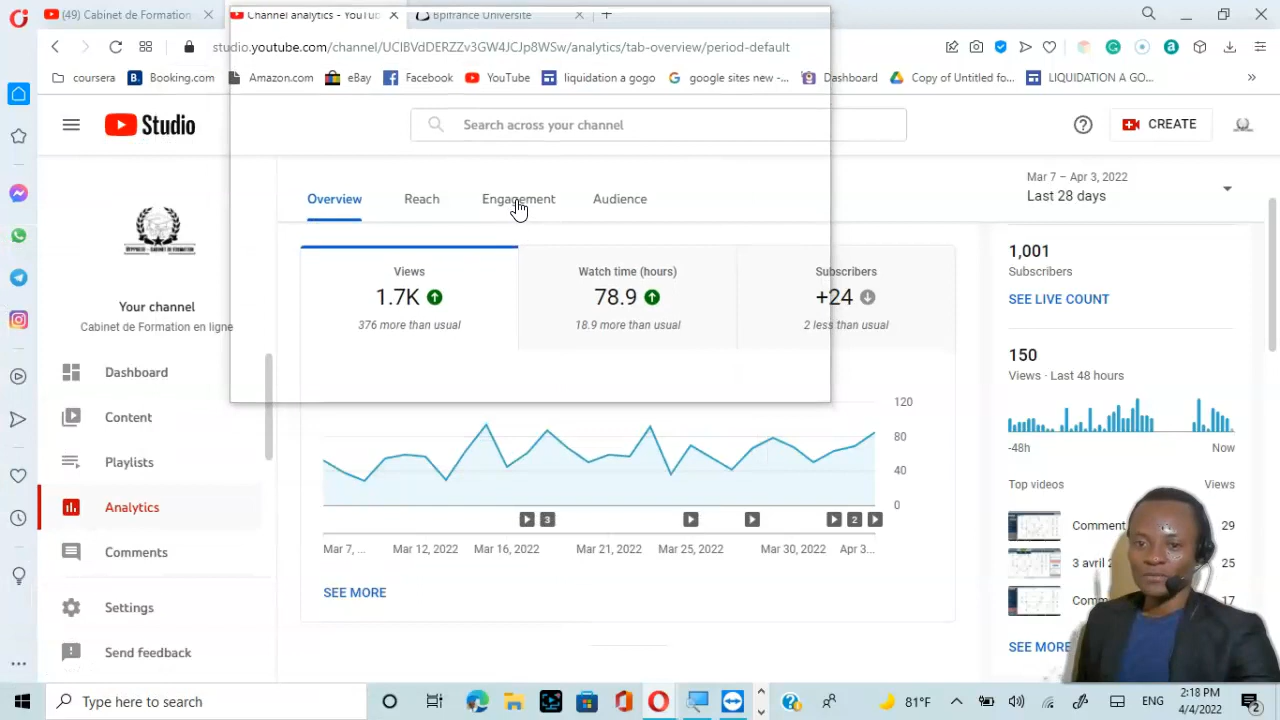 (49) Cabinet de Formation
Channel analytics - YouTu
Bpifrance Université
studio.youtube.com/channel/UCIBVdDERZZv3GW4JCJp8WSw/analytics/tab-overview/period-default
coursera
Booking.com
Amazon.com
eBay
Facebook
YouTube
liquidation a gogo
google sites new -...
Dashboard
Copy of Untitled fo...
LIQUIDATION A GO...
Studio
Search across your channel
CREATE
Overview
Reach
Engagement
Audience
Mar 7 – Apr 3, 2022
Last 28 days
Your channel
Cabinet de Formation en ligne
Dashboard
Content
Playlists
Analytics
Comments
Settings
Send feedback
Views
1.7K
376 more than usual
Watch time (hours)
78.9
18.9 more than usual
Subscribers
+24
2 less than usual
120
80
40
0
3
2
Mar 7, ...
Mar 12, 2022
Mar 16, 2022
Mar 21, 2022
Mar 25, 2022
Mar 30, 2022
Apr 3...
SEE MORE
1,001
Subscribers
SEE LIVE COUNT
150
Views · Last 48 hours
-48h
Now
Top videos
Views
Comment
29
3 avril 2
25
Com
17
SEE MORE
Type here to search
81°F
ENG
2:18 PM
4/4/2022
2